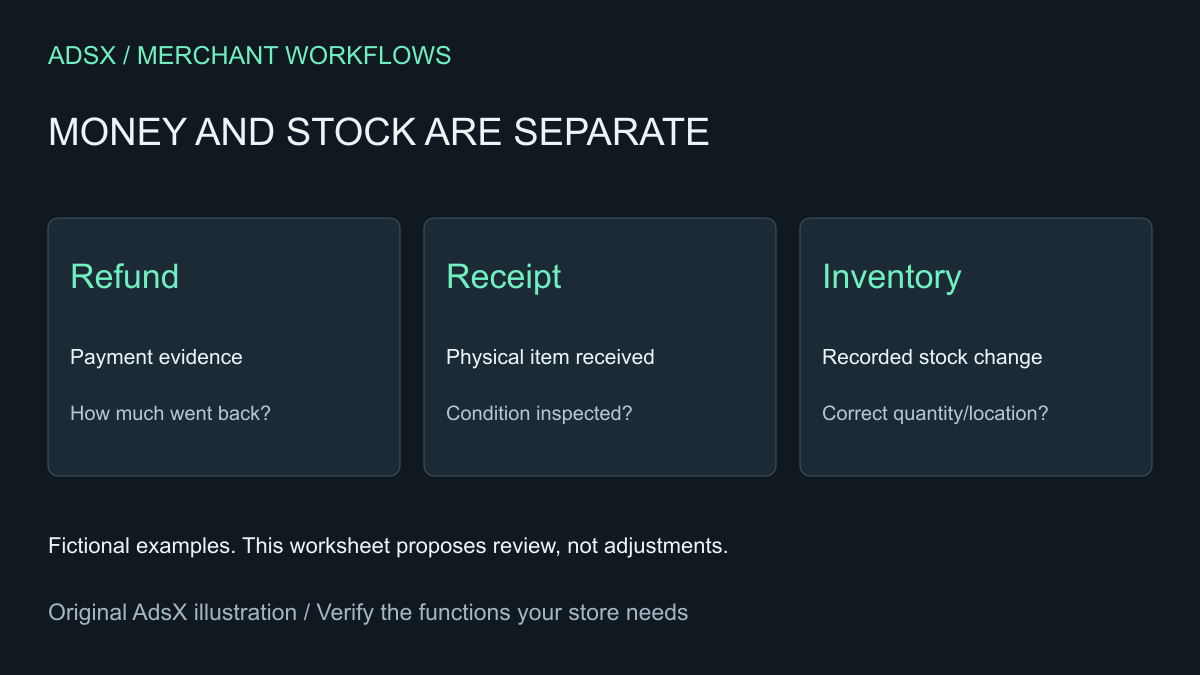 ADSX / MERCHANT WORKFLOWS
MONEY AND STOCK ARE SEPARATE
Refund
Payment evidence
How much went back?
Receipt
Physical item received
Condition inspected?
Inventory
Recorded stock change
Correct quantity/location?
Fictional examples. This worksheet proposes review, not adjustments.
Original AdsX illustration / Verify the functions your store needs